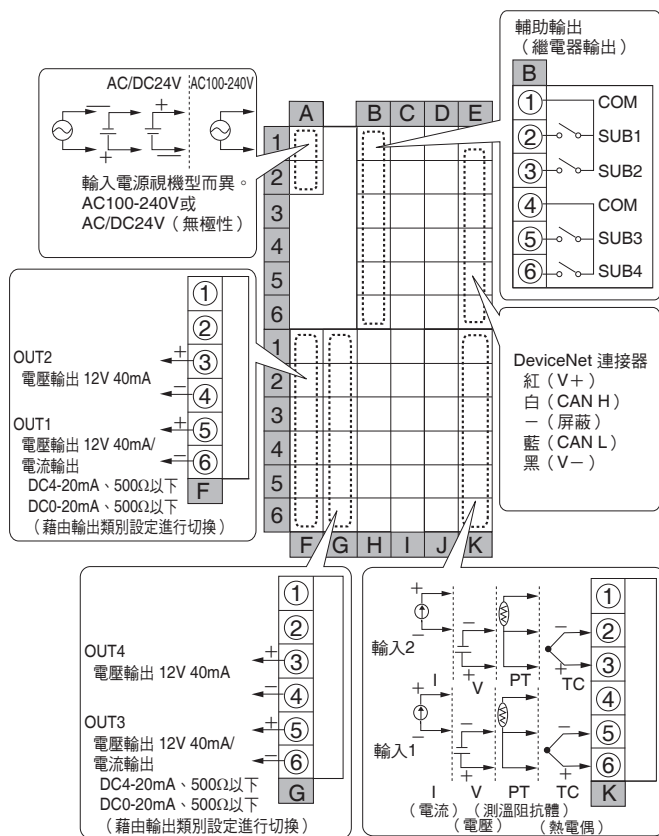 AC/DC24V AC100-240V
輸入電源視機型而異。
AC100-240V或
AC/DC24V（無極性）
A B C D E
1
2
3
4
5
6
1
2
3
4
5
6
F G H I J K
輔助輸出
（繼電器輸出）
B
① COM
② SUB1
③ SUB2
④ COM
⑤ SUB3
⑥ SUB4
DeviceNet 連接器
紅（V+）
白（CAN H）
－（屏蔽）
藍（CAN L）
黑（V－）
①
②
OUT2 + ③
電壓輸出 12V 40mA
− ④
OUT1 + ⑤
電壓輸出 12V 40mA/
電流輸出 − ⑥
DC4-20mA、500Ω以下
DC0-20mA、500Ω以下
（藉由輸出類別設定進行切換）
F
①
②
OUT4 + ③
電壓輸出 12V 40mA
− ④
OUT3 + ⑤
電壓輸出 12V 40mA/
電流輸出 − ⑥
DC4-20mA、500Ω以下
DC0-20mA、500Ω以下
（藉由輸出類別設定進行切換）
G
①
②
③
④
⑤
⑥
K
輸入2
I V PT TC
輸入1
I V PT TC
（電流）（測溫阻抗體）
（電壓）（熱電偶）